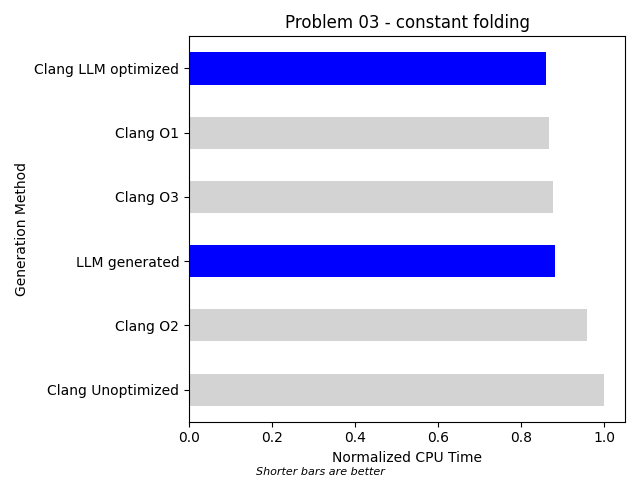 Problem 03 - constant folding
Generation Method
Clang LLM optimized
Clang O1
Clang O3
LLM generated
Clang O2
Clang Unoptimized
0.0 0.2 0.4 0.6 0.8 1.0
Normalized CPU Time
Shorter bars are better